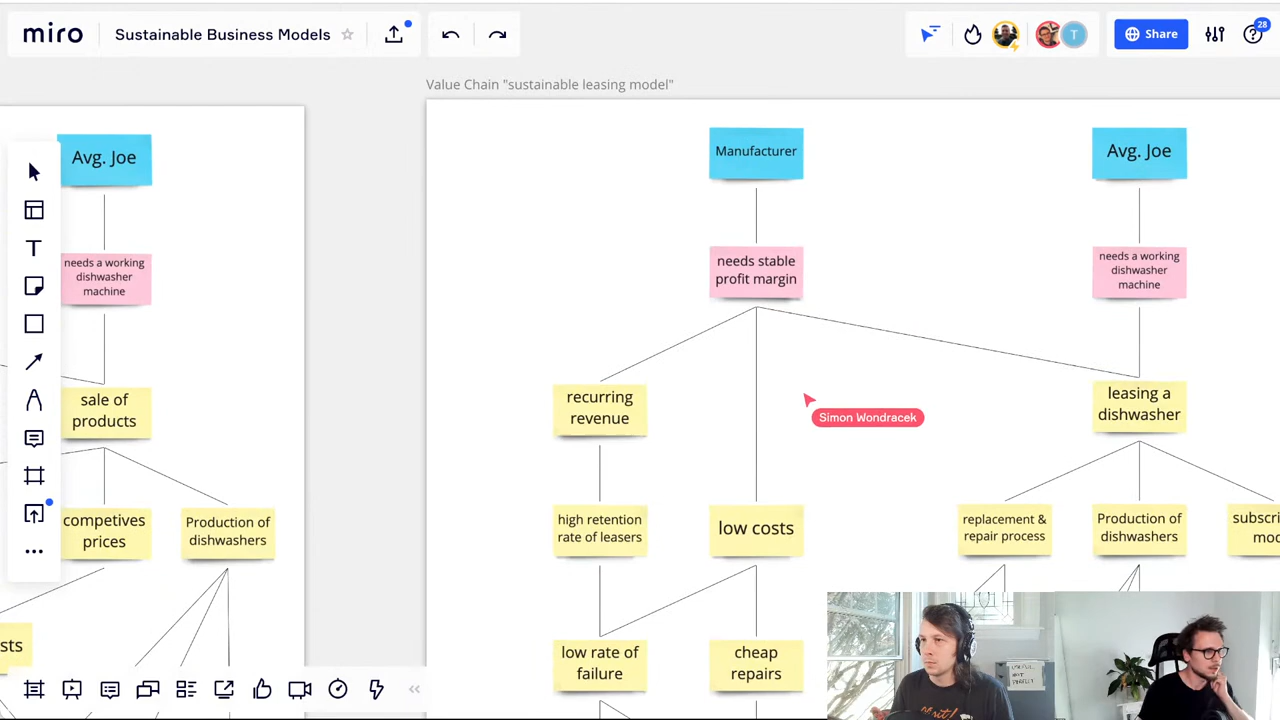 miro
Sustainable Business Models
Share
28
T
Value Chain "sustainable leasing model"
Avg. Joe
needs a working
dishwasher
machine
sale of
products
competives
prices
Production of
dishwashers
sts
Manufacturer
needs stable
profit margin
recurring
revenue
high retention
rate of leasers
low costs
low rate of
failure
cheap
repairs
Simon Wondracek
Avg. Joe
needs a working
dishwasher
machine
leasing a
dishwasher
replacement &
repair process
Production of
dishwashers
subscri
mo